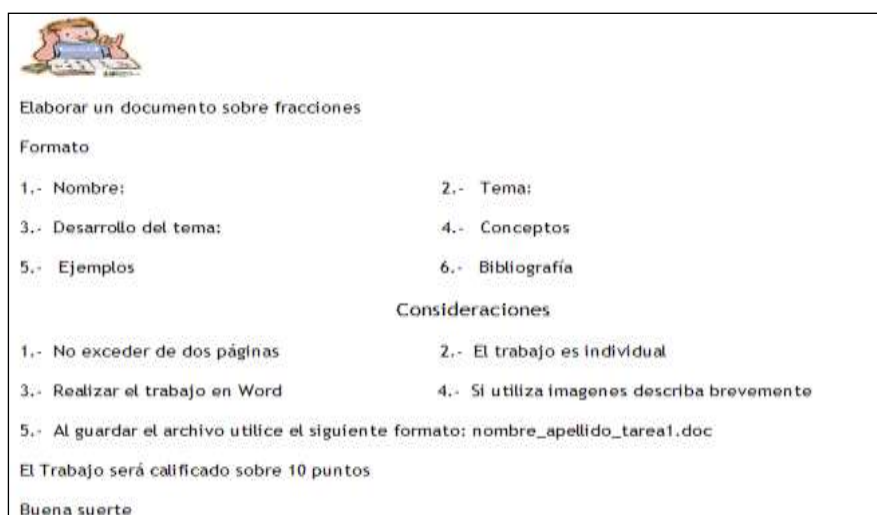 Elaborar un documento sobre fracciones
Formato
1.- Nombre: 2.- Tema:
3.- Desarrollo del tema: 4.- Conceptos
5.- Ejemplos 6.- Bibliografía
Consideraciones
1.- No exceder de dos páginas 2.- El trabajo es individual
3.- Realizar el trabajo en Word 4.- Si utiliza imagenes describa brevemente
5.- Al guardar el archivo utilice el siguiente formato: nombre_apellido_tarea1.doc
El Trabajo será calificado sobre 10 puntos
Buena suerte